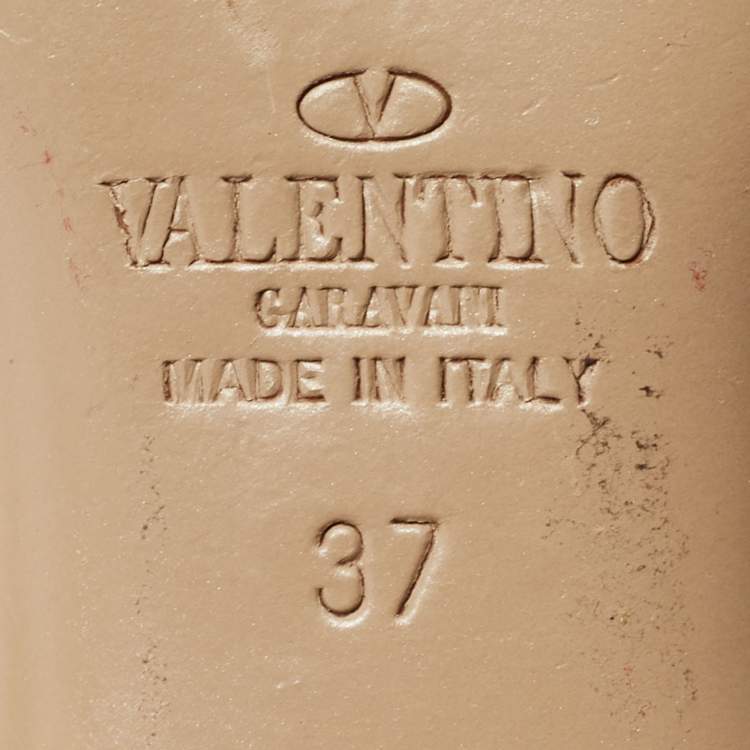 V
VALENTINO
GARAVANI
MADE IN ITALY
37